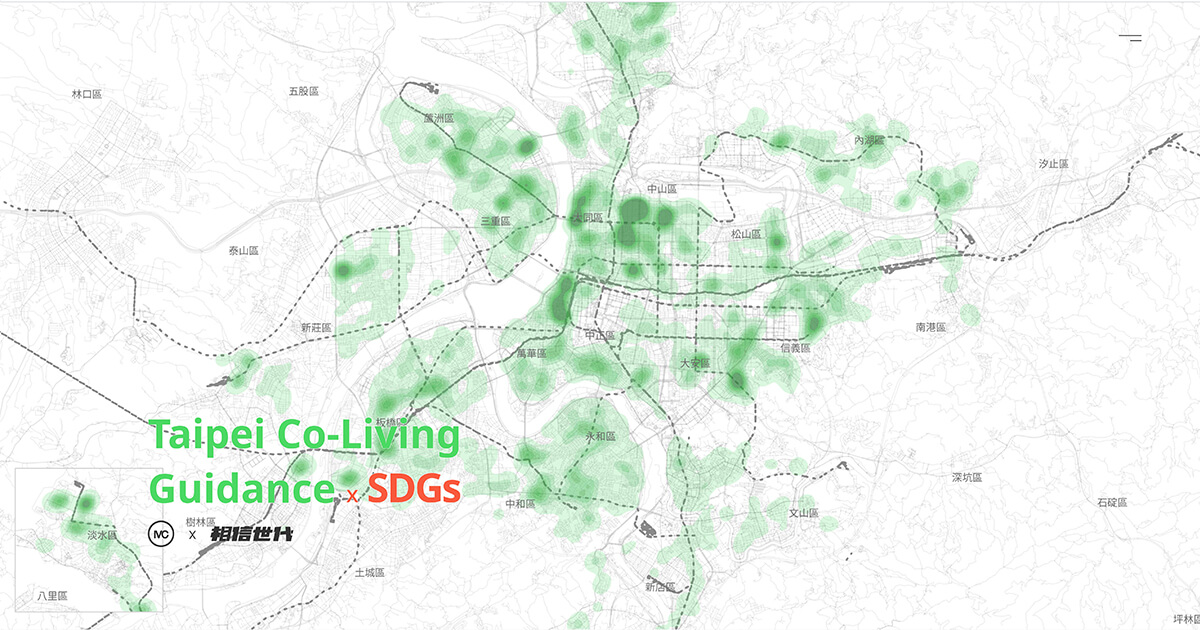 林口區
五股區
蘆洲區
內湖區
汐止區
中山區
大同區
三重區
松山區
泰山區
新莊區
南港區
中正區
信義區
萬華區
大安區
板橋區
永和區
Taipei Co-Living
Guidance x SDGs
深坑區
石碇區
中和區
文山區
樹林區
IVC X 相信世代
淡水區
土城區
新店區
八里區
坪林區